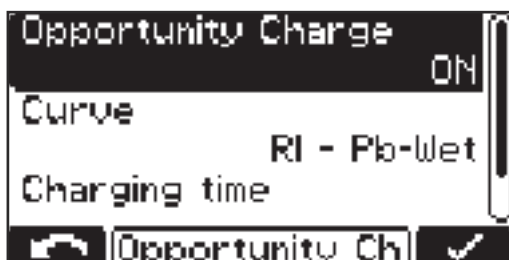 Opportunity Charge
ON
Curve
RI - Pb-Wet
Charging time
Opportunity Ch